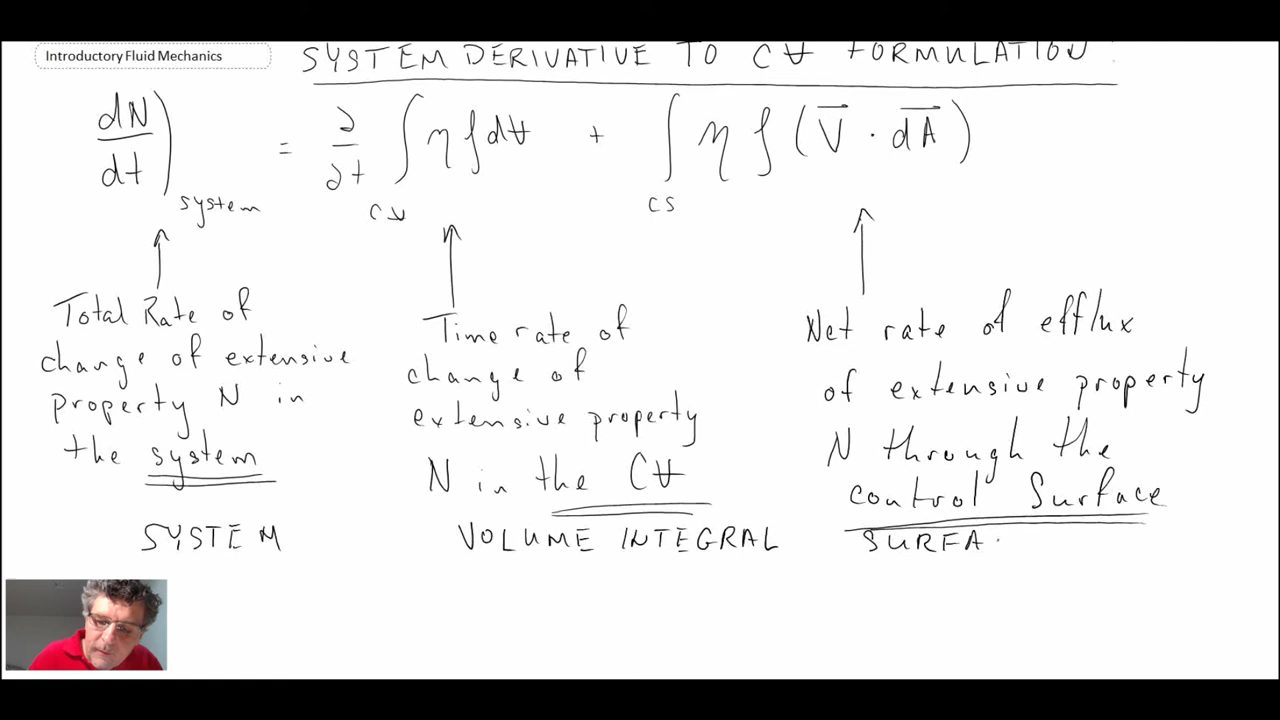 Introductory Fluid Mechanics
SYSTEM DERIVATIVE TO CV FORMULATION
dN/dt)system = ∂/∂t ∫CV ηρdV + ∫CS ηρ(V⃗ · dA⃗)
Total Rate of
change of extensive
property N in
the system
SYSTEM
Time rate of
change of
extensive property
N in the CV
VOLUME INTEGRAL
Net rate of efflux
of extensive property
N through the
control Surface
SURFA